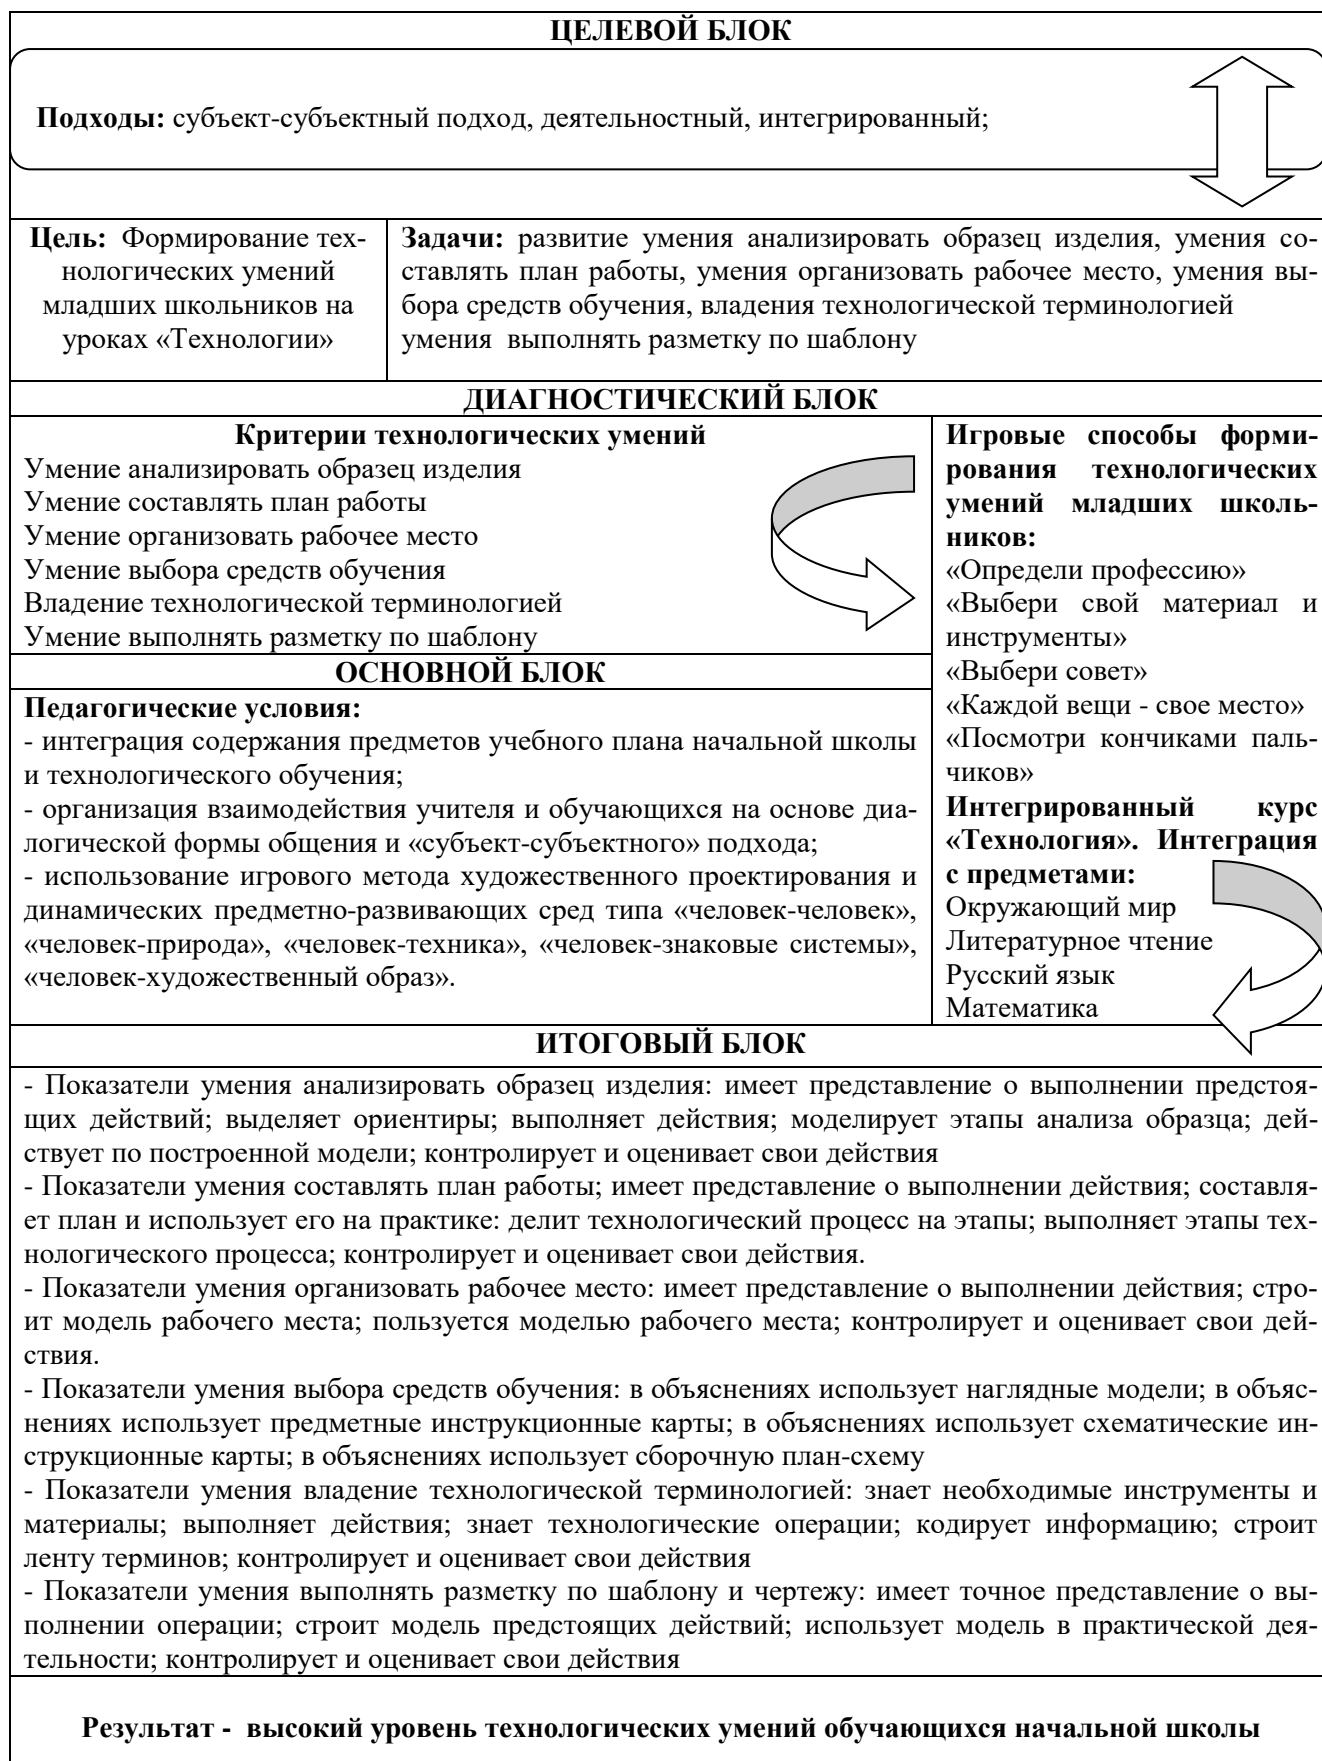 ЦЕЛЕВОЙ БЛОК
Подходы: субъект-субъектный подход, деятельностный, интегрированный;
Цель:  Формирование тех-
нологических умений
младших школьников на
уроках «Технологии»
Задачи: развитие умения анализировать образец изделия, умения со-
ставлять план работы, умения организовать рабочее место, умения вы-
бора средств обучения, владения технологической терминологией
умения  выполнять разметку по шаблону
ДИАГНОСТИЧЕСКИЙ БЛОК
Критерии технологических умений
Умение анализировать образец изделия
Умение составлять план работы
Умение организовать рабочее место
Умение выбора средств обучения
Владение технологической терминологией
Умение выполнять разметку по шаблону
ОСНОВНОЙ БЛОК
Педагогические условия:
- интеграция содержания предметов учебного плана начальной школы
и технологического обучения;
- организация взаимодействия учителя и обучающихся на основе диа-
логической формы общения и «субъект-субъектного» подхода;
- использование игрового метода художественного проектирования и
динамических предметно-развивающих сред типа «человек-человек»,
«человек-природа», «человек-техника», «человек-знаковые системы»,
«человек-художественный образ».
Игровые способы форми-
рования технологических
умений младших школь-
ников:
«Определи профессию»
«Выбери свой материал и
инструменты»
«Выбери совет»
«Каждой вещи - свое место»
«Посмотри кончиками паль-
чиков»
Интегрированный курс
«Технология». Интеграция
с предметами:
Окружающий мир
Литературное чтение
Русский язык
Математика
ИТОГОВЫЙ БЛОК
- Показатели умения анализировать образец изделия: имеет представление о выполнении предстоя-
щих действий; выделяет ориентиры; выполняет действия; моделирует этапы анализа образца; дей-
ствует по построенной модели; контролирует и оценивает свои действия
- Показатели умения составлять план работы; имеет представление о выполнении действия; составля-
ет план и использует его на практике: делит технологический процесс на этапы; выполняет этапы тех-
нологического процесса; контролирует и оценивает свои действия.
- Показатели умения организовать рабочее место: имеет представление о выполнении действия; стро-
ит модель рабочего места; пользуется моделью рабочего места; контролирует и оценивает свои дей-
ствия.
- Показатели умения выбора средств обучения: в объяснениях использует наглядные модели; в объяс-
нениях использует предметные инструкционные карты; в объяснениях использует схематические ин-
струкционные карты; в объяснениях использует сборочную план-схему
- Показатели умения владение технологической терминологией: знает необходимые инструменты и
материалы; выполняет действия; знает технологические операции; кодирует информацию; строит
ленту терминов; контролирует и оценивает свои действия
- Показатели умения выполнять разметку по шаблону и чертежу: имеет точное представление о вы-
полнении операции; строит модель предстоящих действий; использует модель в практической дея-
тельности; контролирует и оценивает свои действия
Результат -  высокий уровень технологических умений обучающихся начальной школы